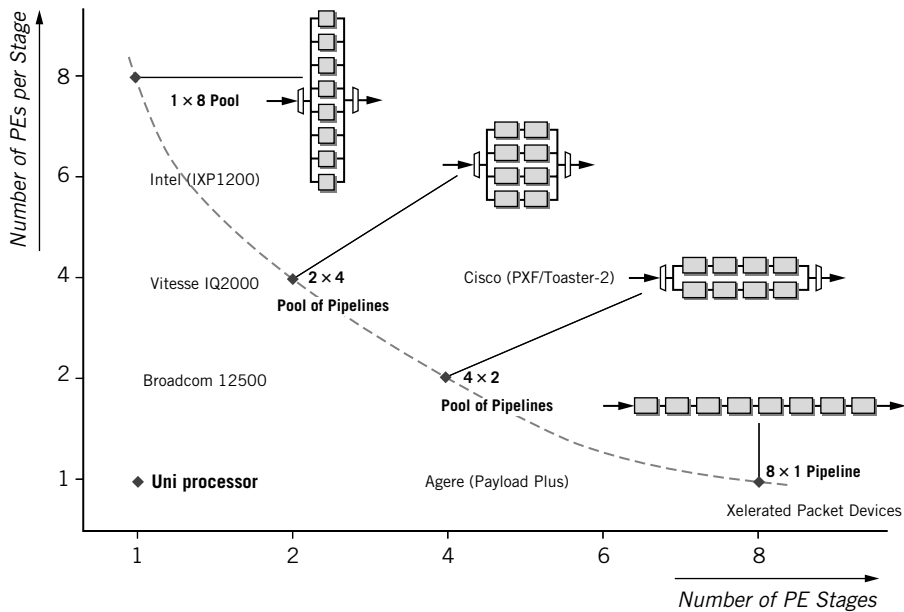 Number of PEs per Stage
8
1 × 8 Pool
Intel (IXP1200)
6
4
Vitesse IQ2000
2 × 4
Pool of Pipelines
Cisco (PXF/Toaster-2)
2
Broadcom 12500
4 × 2
Pool of Pipelines
1
Uni processor
Agere (Payload Plus)
8 × 1 Pipeline
Xelerated Packet Devices
1
2
4
6
8
Number of PE Stages